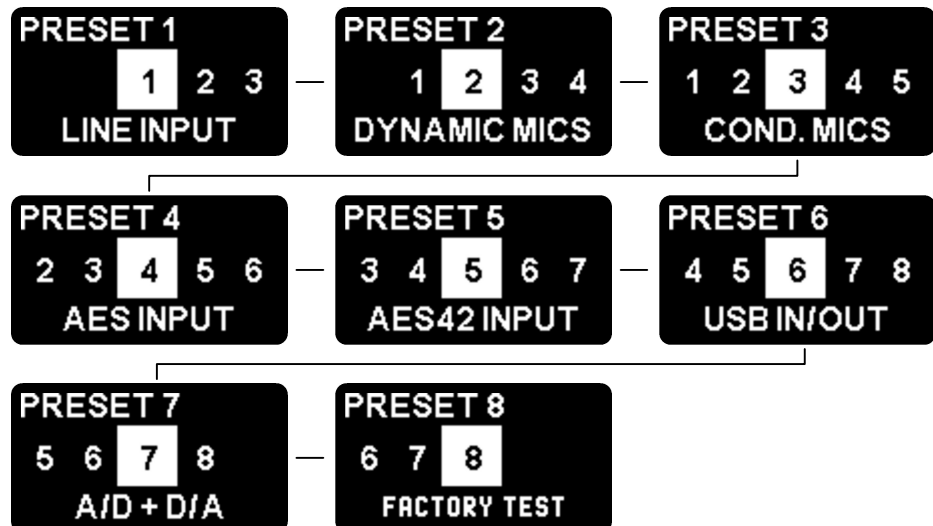 PRESET 1
1 2 3
LINE INPUT
PRESET 2
1 2 3 4
DYNAMIC MICS
PRESET 3
1 2 3 4 5
COND. MICS
PRESET 4
2 3 4 5 6
AES INPUT
PRESET 5
3 4 5 6 7
AES42 INPUT
PRESET 6
4 5 6 7 8
USB IN/OUT
PRESET 7
5 6 7 8
A/D + D/A
PRESET 8
6 7 8
FACTORY TEST